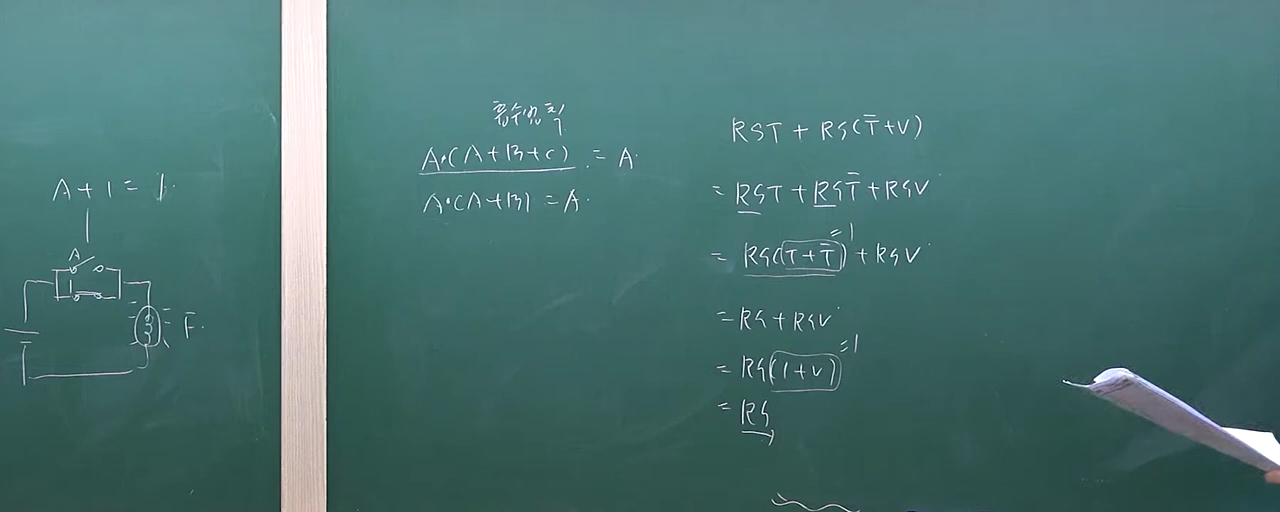 A + 1 = 1
A
F
흡수법칙
A·(A+B+C) = A
A·(A+B) = A
RST + RS(T̅+V)
= RST + RST̅ + RSV
= RS(T+T̅) + RSV
=1
= RS + RSV
= RS(1+V)
=1
= RS